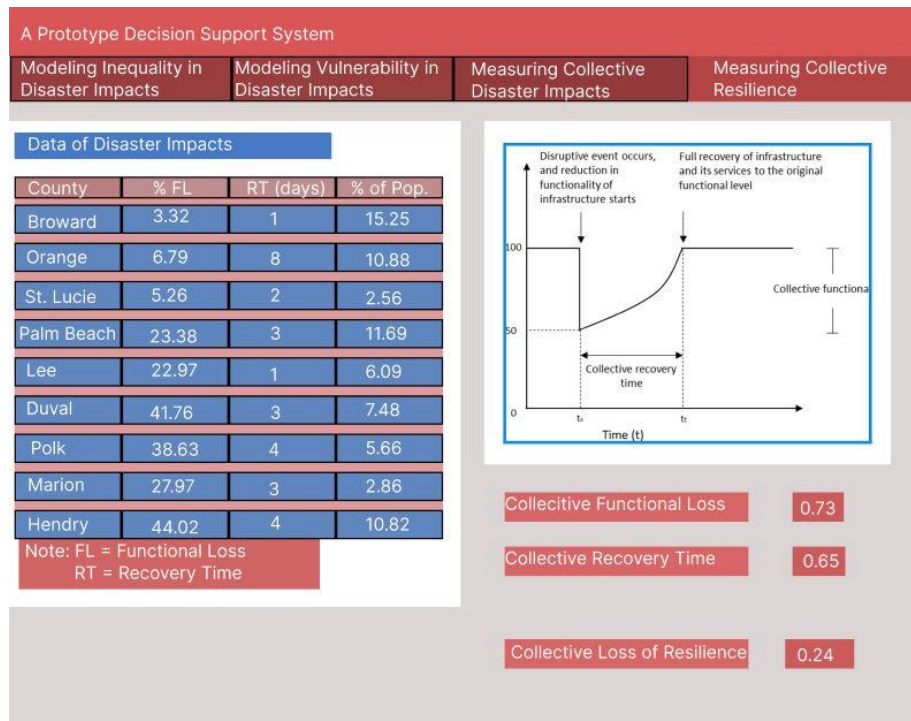 A Prototype Decision Support System
Modeling Inequality in
Disaster Impacts
Modeling Vulnerability in
Disaster Impacts
Measuring Collective
Disaster Impacts
Measuring Collective
Resilience
Data of Disaster Impacts
County % FL RT (days) % of Pop.
Broward 3.32 1 15.25
Orange 6.79 8 10.88
St. Lucie 5.26 2 2.56
Palm Beach 23.38 3 11.69
Lee 22.97 1 6.09
Duval 41.76 3 7.48
Polk 38.63 4 5.66
Marion 27.97 3 2.86
Hendry 44.02 4 10.82
Note: FL = Functional Loss
RT = Recovery Time
Disruptive event occurs,
and reduction in
functionality of
infrastructure starts
Full recovery of infrastructure
and its services to the original
functional level
100
Collective functiona
50
Collective recovery
time
0
t₀
Time (t)
Collecitive Functional Loss 0.73
Collective Recovery Time 0.65
Collective Loss of Resilience 0.24